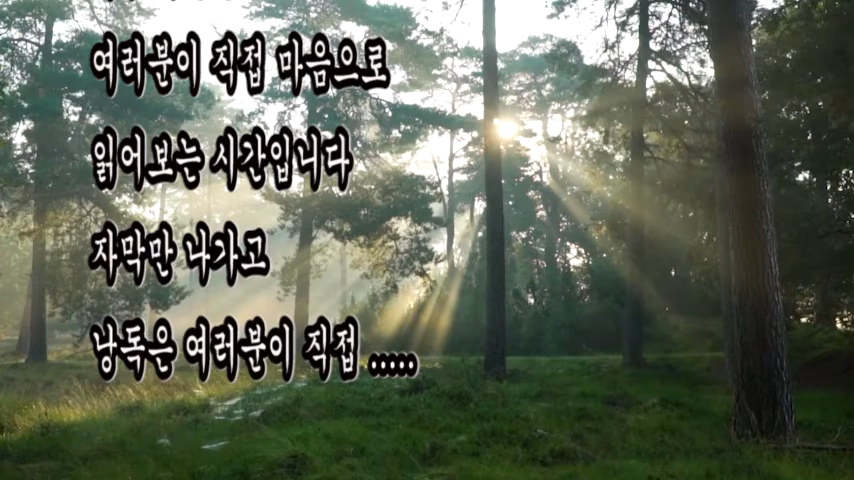 여러분이 직접 마음으로
읽어보는 시간입니다
자막만 나가고
낭독은 여러분이 직접 .....